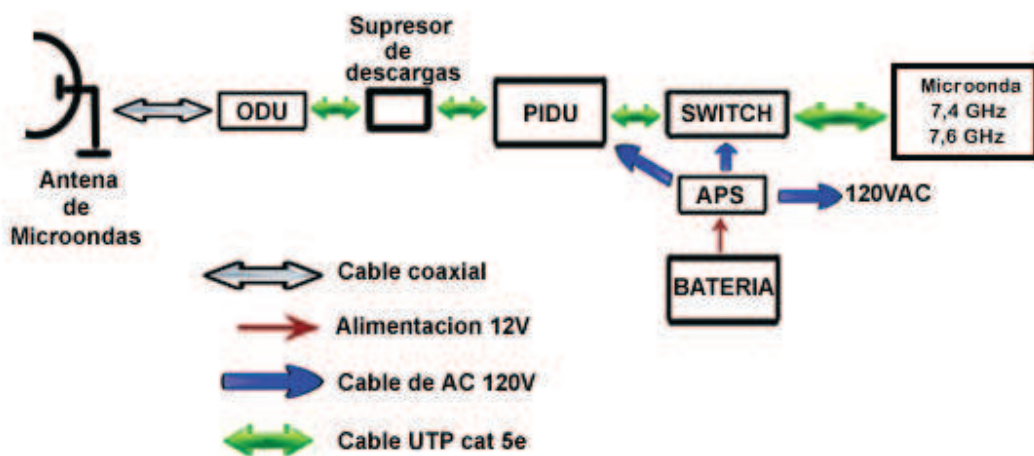 Supresor
de
descargas
ODU
PIDU
SWITCH
Microonda
7,4 GHz
7,6 GHz
Antena
de
Microondas
APS
120VAC
BATERIA
Cable coaxial
Alimentacion 12V
Cable de AC 120V
Cable UTP cat 5e